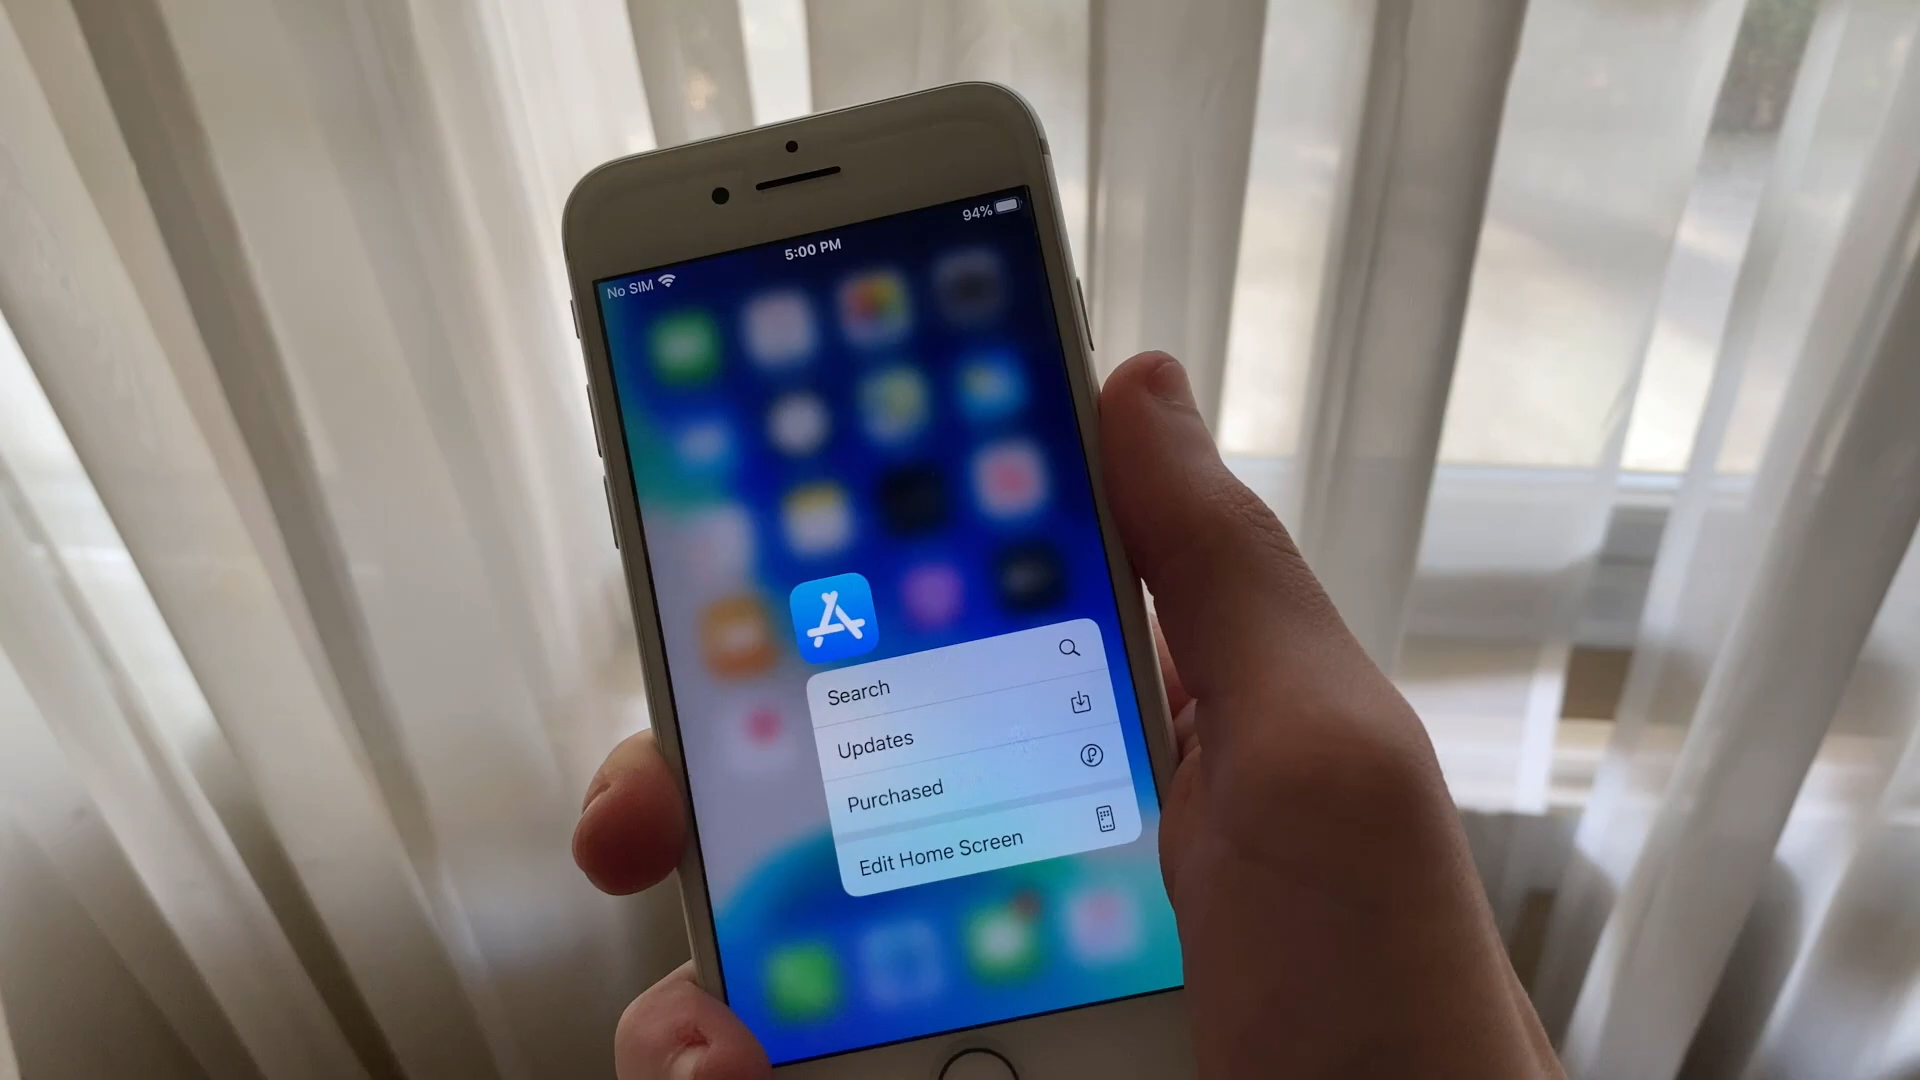 No SIM
5:00 PM
94%
Search
Updates
Purchased
Edit Home Screen